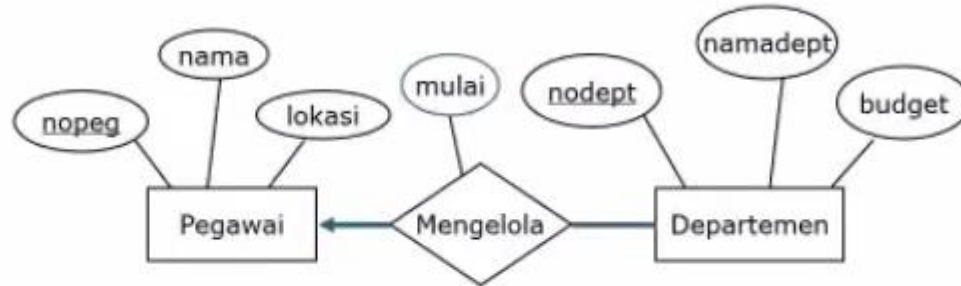 nama
namadept
mulai
nodept
nopeg
lokasi
budget
Pegawai
Mengelola
Departemen